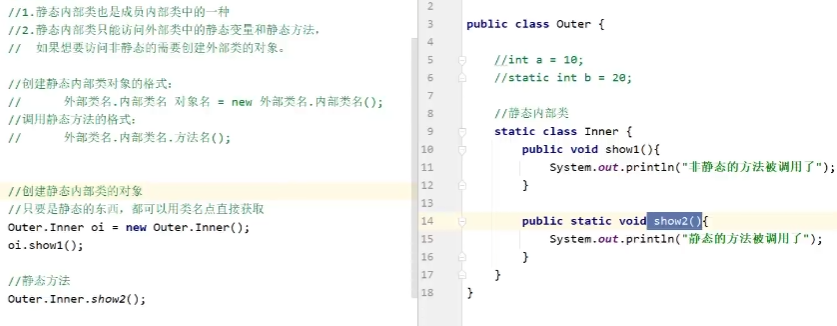 //1.静态内部类也是成员内部类中的一种
//2.静态内部类只能访问外部类中的静态变量和静态方法,
//  如果想要访问非静态的需要创建外部类的对象。
//创建静态内部类对象的格式:
//      外部类名.内部类名 对象名 = new 外部类名.内部类名();
//调用静态方法的格式:
//      外部类名.内部类名.方法名();
//创建静态内部类的对象
//只要是静态的东西, 都可以用类名点直接获取
Outer.Inner oi = new Outer.Inner();
oi.show1();
//静态方法
Outer.Inner.show2();
2
3 public class Outer {
4
5     //int a = 10;
6     //static int b = 20;
7
8     //静态内部类
9     static class Inner {
10         public void show1(){
11             System.out.println("非静态的方法被调用了");
12         }
13
14         public static void show2(){
15             System.out.println("静态的方法被调用了");
16         }
17     }
18 }